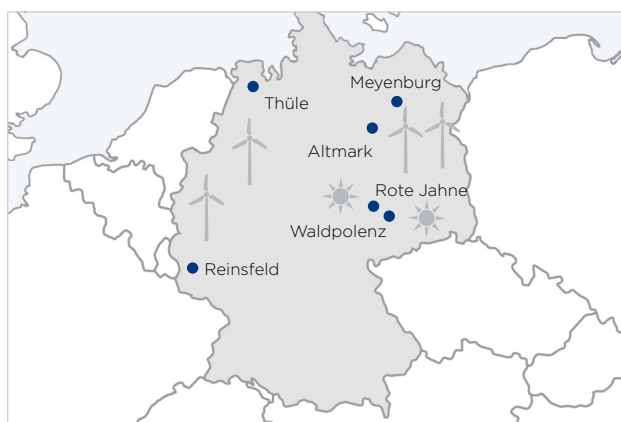 Meyenburg
Thüle
Altmark
Rote Jahne
Waldpolenz
Reinsfeld